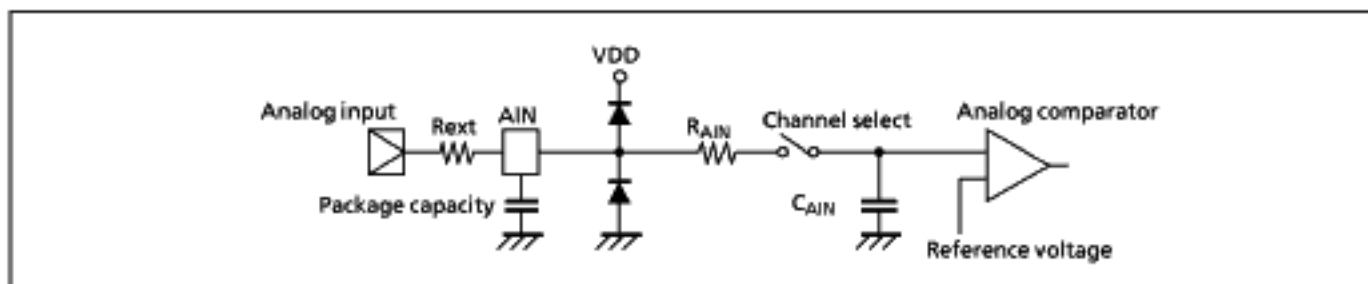 VDD
Analog input
Rext
AIN
RAIN
Channel select
Analog comparator
Package capacity
CAIN
Reference voltage